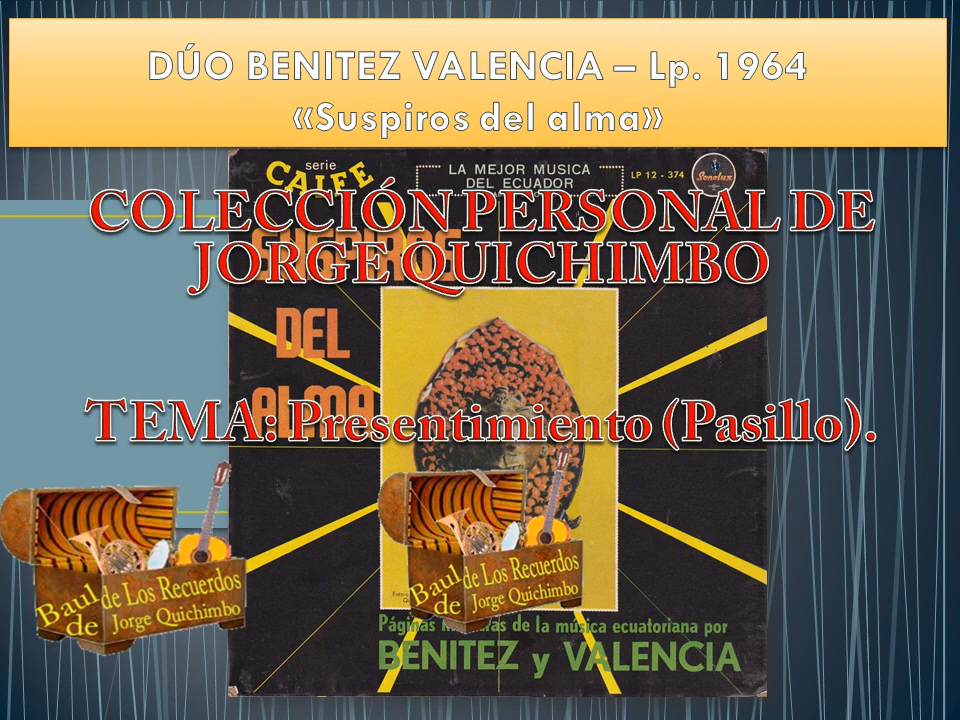 DÚO BENITEZ VALENCIA – Lp. 1964
«Suspiros del alma»
serie
CAIFE
LA MEJOR MUSICA
DEL ECUADOR
LP 12 - 374
Sonolux
COLECCIÓN PERSONAL DE
JORGE QUICHIMBO
DEL
ALMA
TEMA: Presentimiento (Pasillo).
Baul de Los Recuerdos
de Jorge Quichimbo
Baul de Los Recuerdos
de Jorge Quichimbo
Páginas de la música ecuatoriana por
BENITEZ y VALENCIA